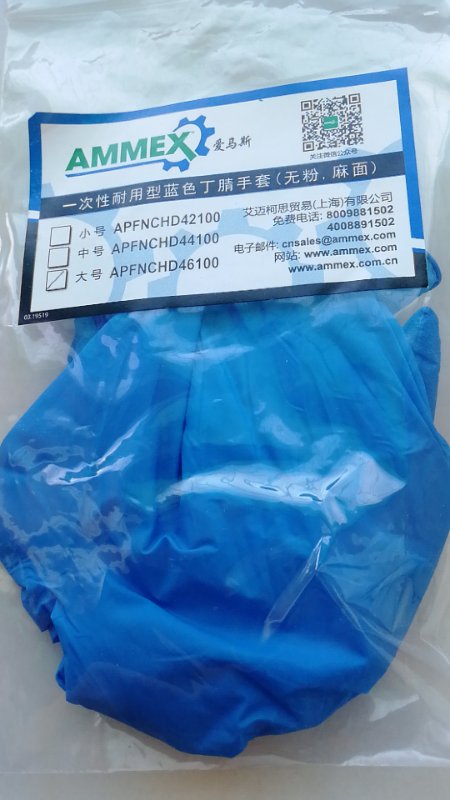 AMMEX 爱马斯
关注微信公众号
一次性耐用型蓝色丁腈手套(无粉,麻面)
小号 APFNCHD42100
中号 APFNCHD44100
大号 APFNCHD46100
艾迈柯思贸易(上海)有限公司
免费电话: 8009881502
4008891502
电子邮件: cnsales@ammex.com
网站: www.ammex.com
www.ammex.com.cn
03.19519